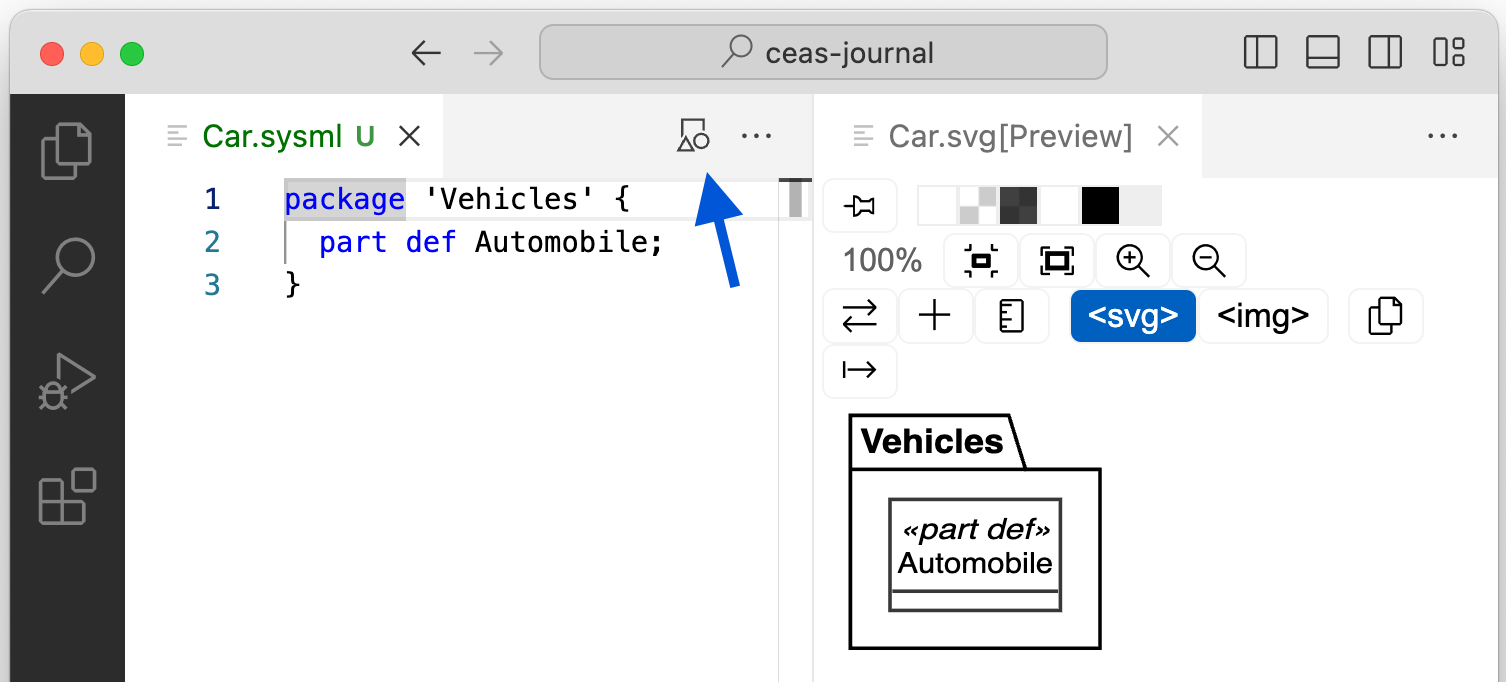 ceas-journal
Car.sysml U
1 package 'Vehicles' {
2 part def Automobile;
3 }
Car.svg[Preview]
100%
<svg> <img>
Vehicles
«part def»
Automobile